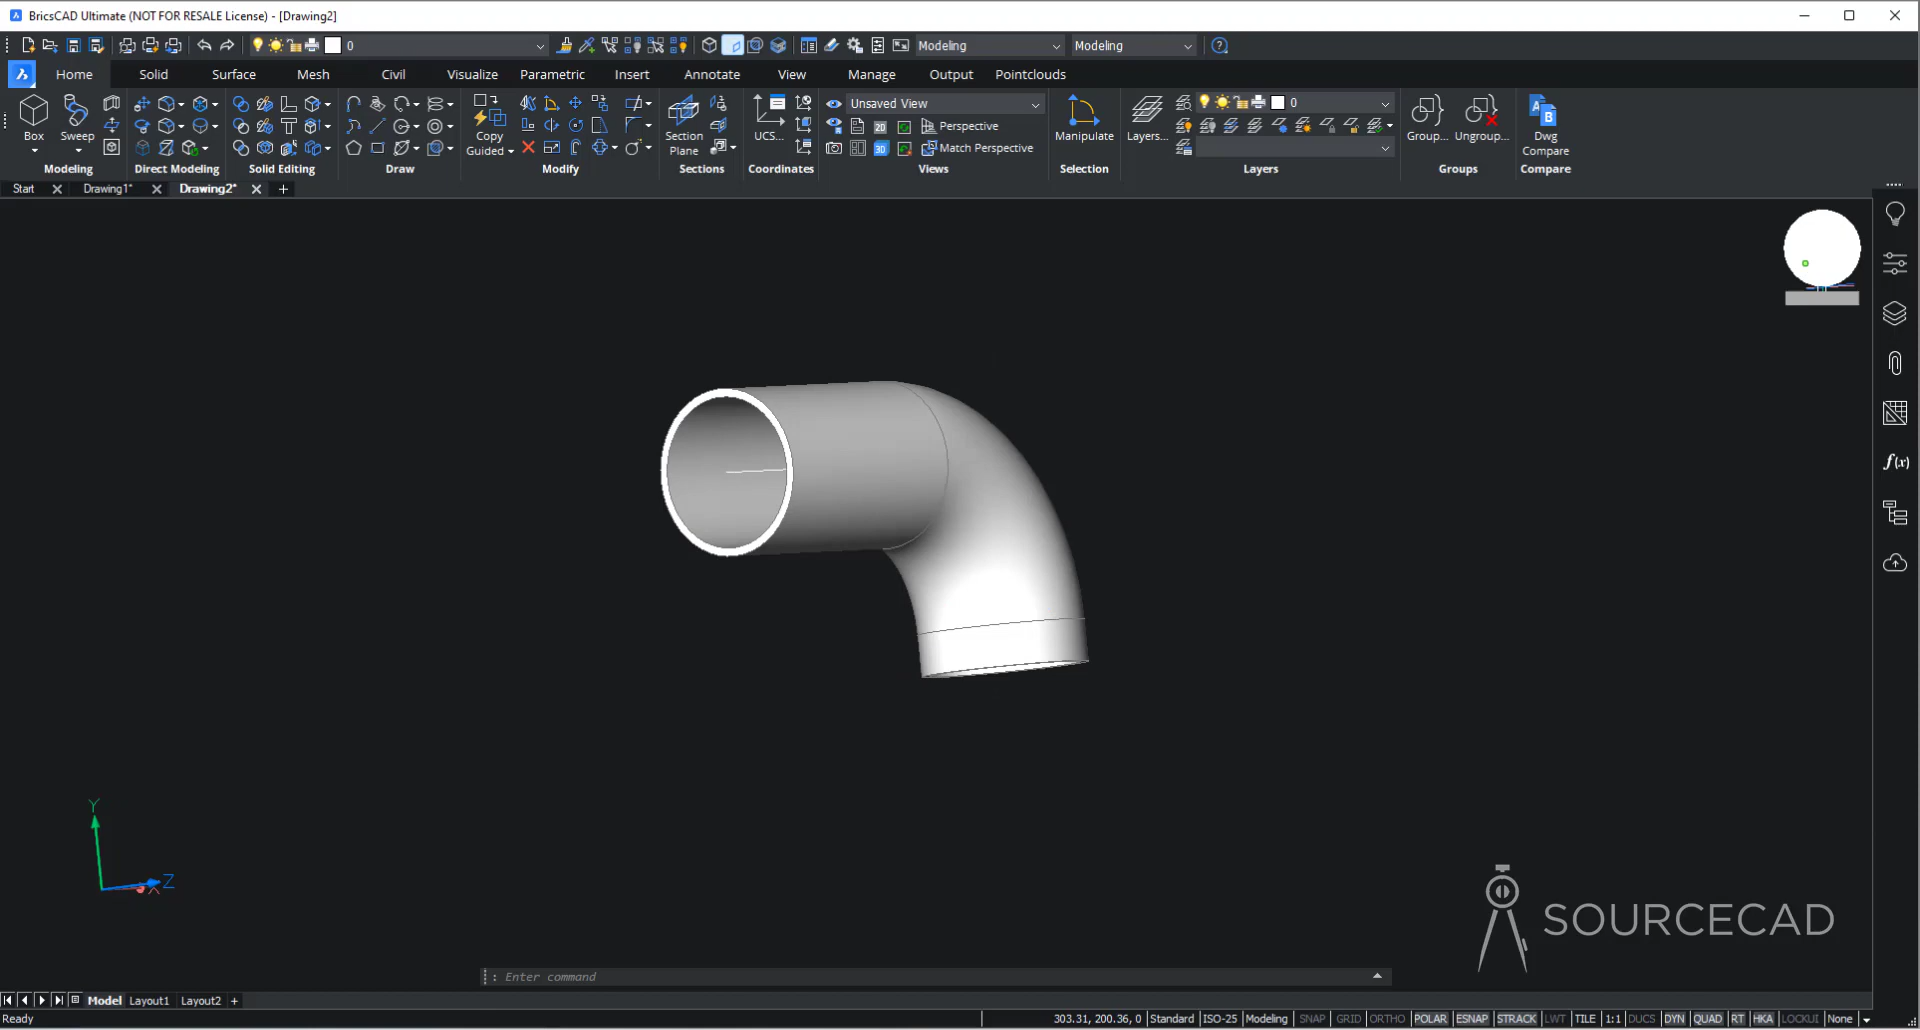 BricsCAD Ultimate (NOT FOR RESALE License) - [Drawing2]
0 Modeling Modeling
Home Solid Surface Mesh Civil Visualize Parametric Insert Annotate View Manage Output Pointclouds
Unsaved View 0
2D Perspective
Box Sweep Copy Guided Section Plane UCS... Manipulate Layers... Group... Ungroup... Dwg Compare
3D Match Perspective
Modeling Direct Modeling Solid Editing Draw Modify Sections Coordinates Views Selection Layers Groups Compare
Start Drawing1* Drawing2* +
f(x)
Y
Z
X
SOURCECAD
: Enter command
Model Layout1 Layout2 +
Ready 303.31, 200.36, 0 Standard ISO-25 Modeling SNAP GRID ORTHO POLAR ESNAP STRACK LWT TILE 1:1 DUCS DYN QUAD RT HKA LOCKUI None